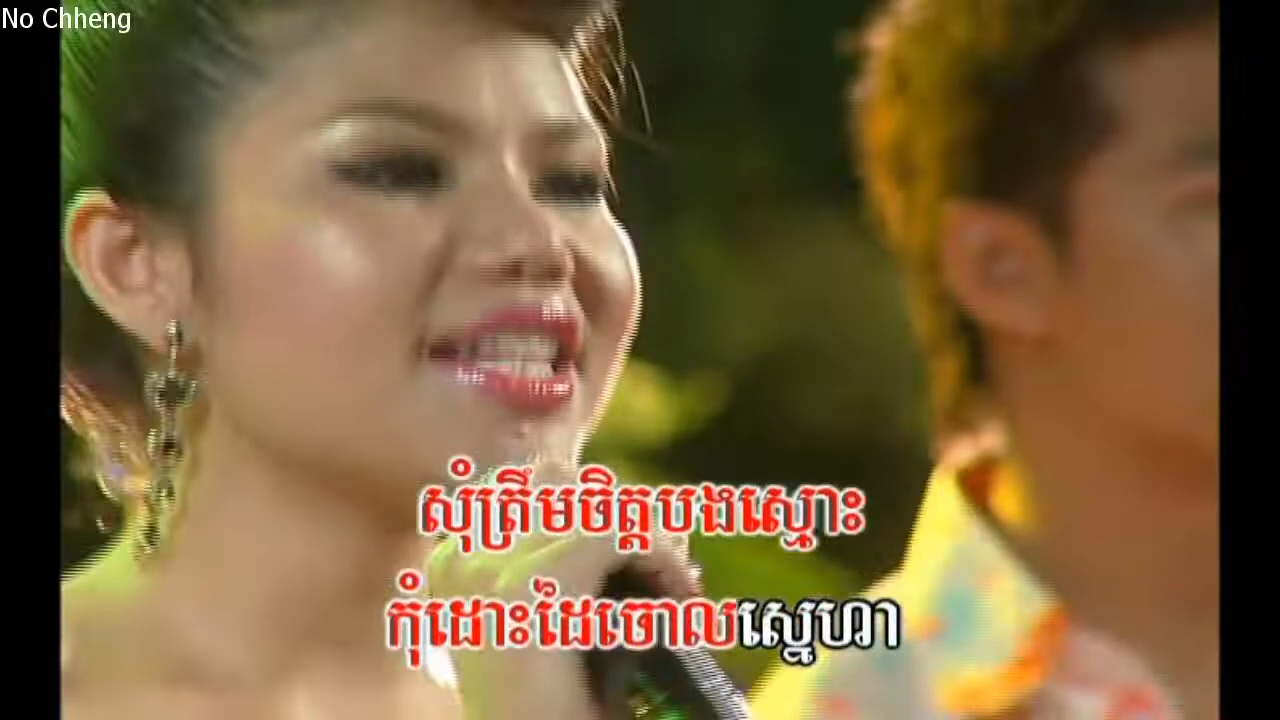 No Chheng
សុំត្រឹមចិត្តបងស្មោះ
កុំដោះដៃចោលស្នេហា